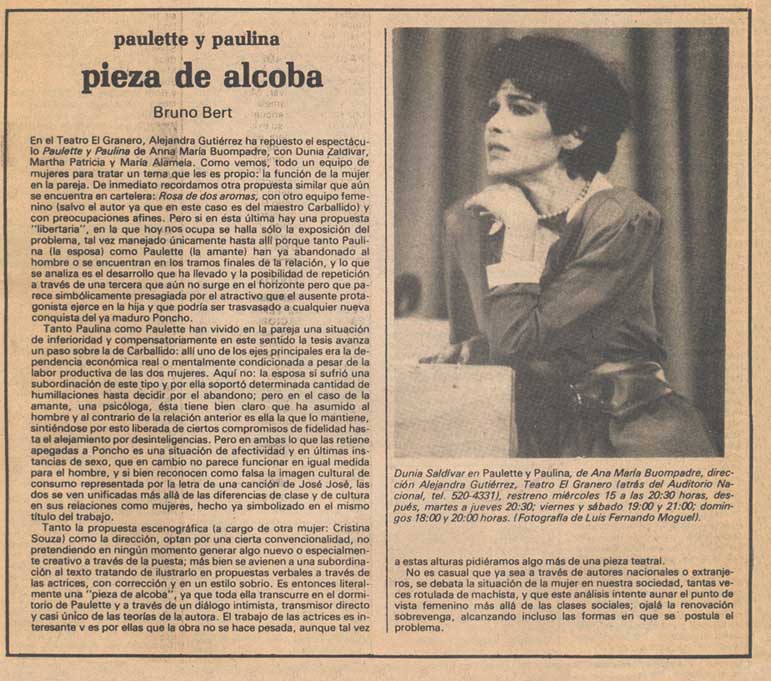 paulette y paulina
pieza de alcoba
Bruno Bert
En el Teatro El Granero, Alejandra Gutiérrez ha repuesto el espectácu-
lo Paulette y Paulina de Anna María Buompadre, con Dunia Zaldívar,
Martha Patricia y María Alamela. Como vemos, todo un equipo de
mujeres para tratar un tema que les es propio: la función de la mujer
en la pareja. De inmediato recordamos otra propuesta similar que aún
se encuentra en cartelera: Rosa de dos aromas, con otro equipo feme-
nino (salvo el autor ya que en este caso es del maestro Carballido) y
con preocupaciones afines. Pero si en ésta última hay una propuesta
"libertaria", en la que hoy nos ocupa se halla sólo la exposición del
problema, tal vez manejado únicamente hasta allí porque tanto Pauli-
na (la esposa) como Paulette (la amante) han ya abandonado al
hombre o se encuentran en los tramos finales de la relación, y lo que
se analiza es el desarrollo que ha llevado y la posibilidad de repetición
a través de una tercera que aún no surge en el horizonte pero que pa-
rece simbólicamente presagiada por el atractivo que el ausente prota-
gonista ejerce en la hija y que podría ser trasvasado a cualquier nueva
conquista del ya maduro Poncho.
Tanto Paulina como Paulette han vivido en la pareja una situación
de inferioridad y compensatoriamente en este sentido la tesis avanza
un paso sobre la de Carballido: allí uno de los ejes principales era la de-
pendencia económica real o mentalmente condicionada a pesar de la
labor productiva de las dos mujeres. Aquí no: la esposa si sufrió una
subordinación de este tipo y por ella soportó determinada cantidad de
humillaciones hasta decidir por el abandono; pero en el caso de la
amante, una psicóloga, ésta tiene bien claro que ha asumido al
hombre y al contrario de la relación anterior es ella la que lo mantiene,
sintiéndose por esto liberada de ciertos compromisos de fidelidad has-
ta el alejamiento por desinteligencias. Pero en ambas lo que las retiene
apegadas a Poncho es una situación de afectividad y en últimas ins-
tancias de sexo, que en cambio no parece funcionar en igual medida
para el hombre, y si bien reconocen como falsa la imagen cultural de
consumo representada por la letra de una canción de José José, las
dos se ven unificadas más allá de las diferencias de clase y de cultura
en sus relaciones como mujeres, hecho ya simbolizado en el mismo
título del trabajo.
Tanto la propuesta escenográfica (a cargo de otra mujer: Cristina
Souza) como la dirección, optan por una cierta convencionalidad, no
pretendiendo en ningún momento generar algo nuevo o especialmen-
te creativo a través de la puesta; más bien se avienen a una subordina-
ción al texto tratando de ilustrarlo en propuestas verbales a través de
las actrices, con corrección y en un estilo sobrio. Es entonces literal-
mente una "pieza de alcoba", ya que toda ella transcurre en el dormi-
torio de Paulette y a través de un diálogo intimista, transmisor directo
y casi único de las teorías de la autora. El trabajo de las actrices es in-
teresante y es por ellas que la obra no se hace pesada, aunque tal vez
Dunia Saldívar en Paulette y Paulina, de Ana María Buompadre, direc-
ción Alejandra Gutiérrez, Teatro El Granero (atrás del Auditorio Na-
cional, tel. 520-4331), restreno miércoles 15 a las 20:30 horas, des-
pués, martes a jueves 20:30; viernes y sábado 19:00 y 21:00; domin-
gos 18:00 y 20:00 horas. (Fotografía de Luis Fernando Moguel).
a estas alturas pidiéramos algo más de una pieza teatral.
No es casual que ya sea a través de autores nacionales o extranje-
ros, se debata la situación de la mujer en nuestra sociedad, tantas ve-
ces rotulada de machista, y que este análisis intente aunar el punto de
vista femenino más allá de las clases sociales; ojalá la renovación
sobrevenga, alcanzando incluso las formas en que se postula el
problema.